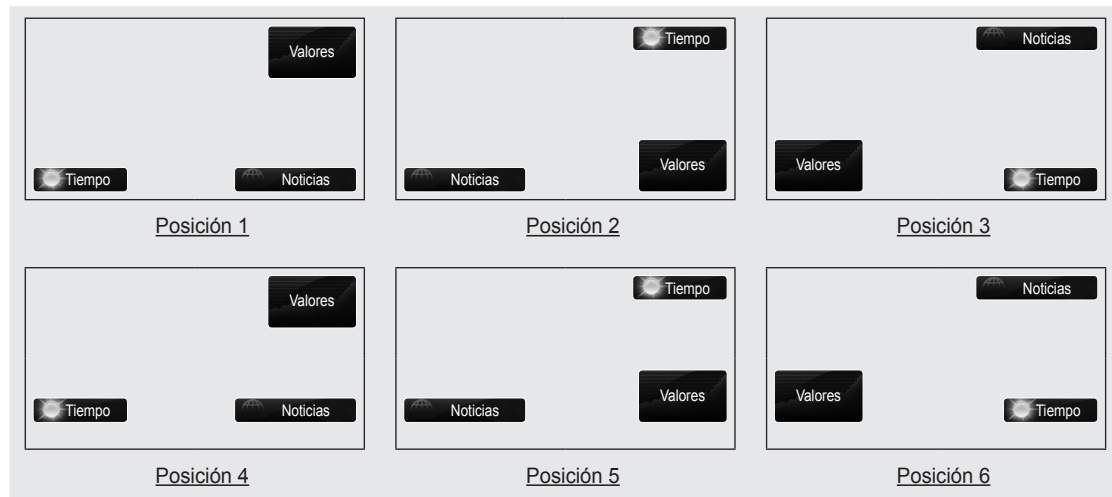 Valores
Tiempo
Noticias
Posición 1
Tiempo
Valores
Noticias
Posición 2
Noticias
Valores
Tiempo
Posición 3
Valores
Tiempo
Noticias
Posición 4
Tiempo
Valores
Noticias
Posición 5
Noticias
Valores
Tiempo
Posición 6